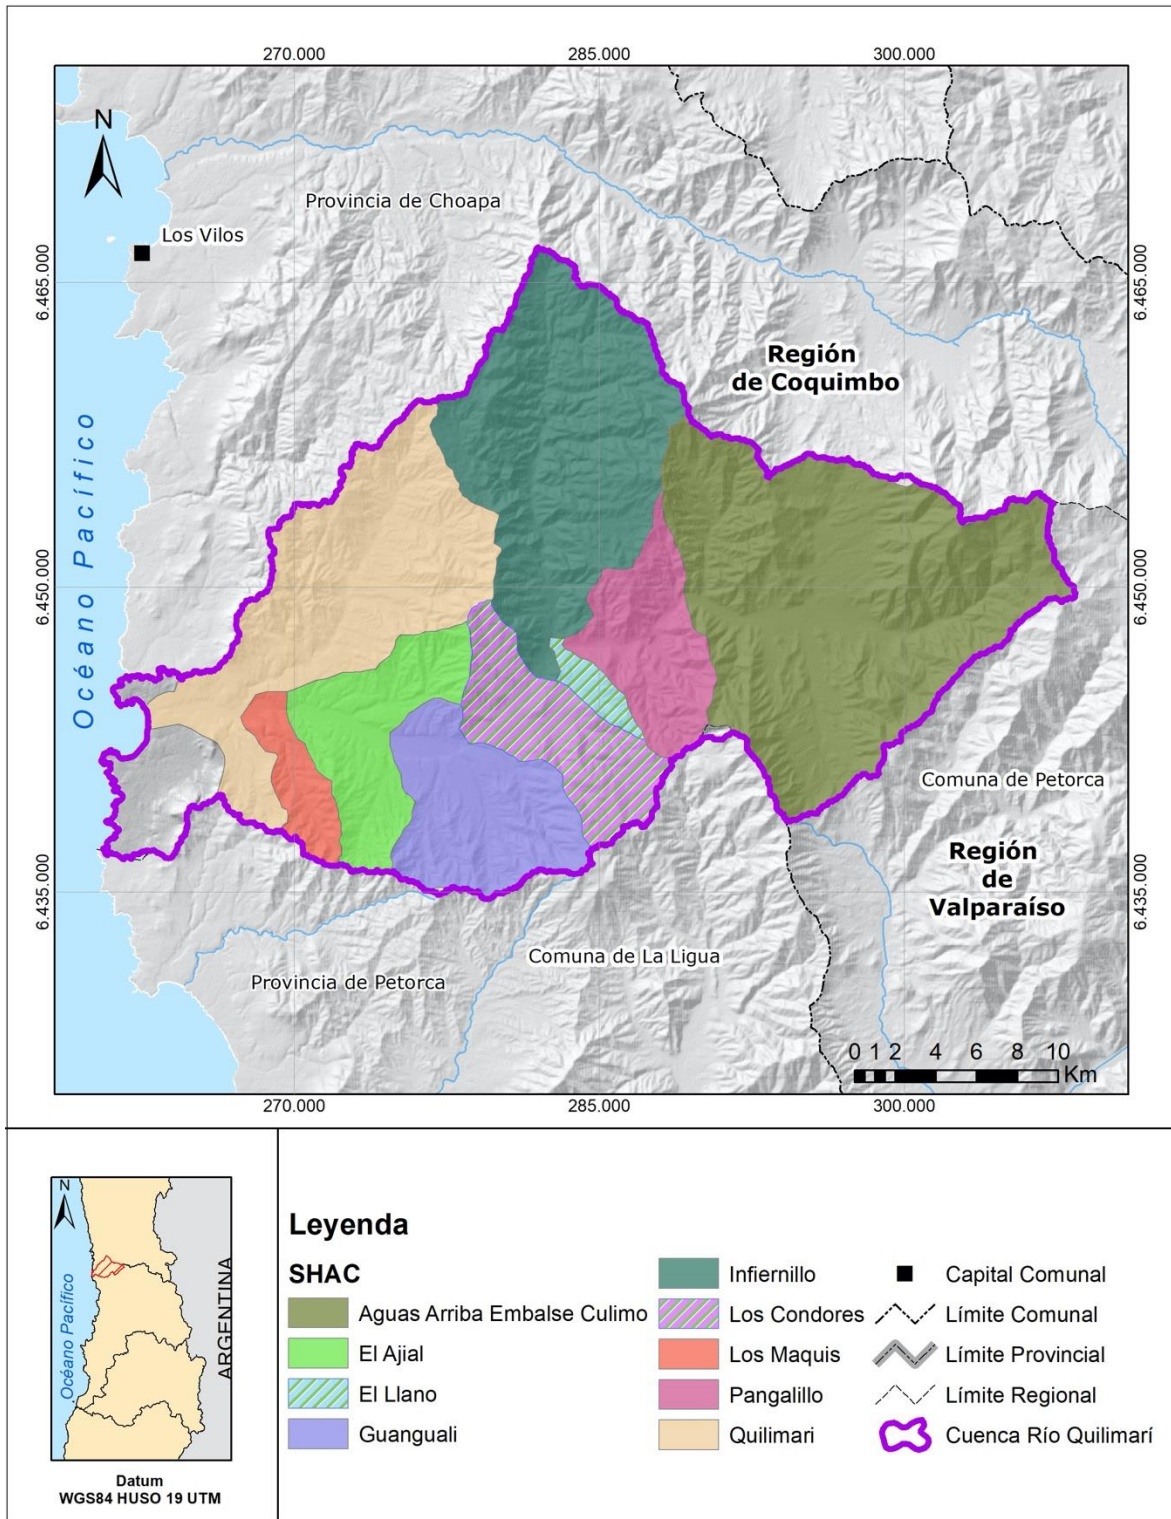 270.000
285.000
300.000
N
Provincia de Choapa
Los Vilos
6.465.000
6.465.000
Región
de Coquimbo
Océano Pacífico
6.450.000
6.450.000
Comuna de Petorca
Región
de
Valparaíso
6.435.000
6.435.000
Comuna de La Ligua
Provincia de Petorca
0 1 2 4 6 8 10
Km
270.000
285.000
300.000
N
Océano Pacífico
ARGENTINA
Datum
WGS84 HUSO 19 UTM
Leyenda
SHAC
Aguas Arriba Embalse Culimo
El Ajial
El Llano
Guanguali
Infiernillo
Los Condores
Los Maquis
Pangalillo
Quilimari
Capital Comunal
Límite Comunal
Límite Provincial
Límite Regional
Cuenca Río Quilimarí